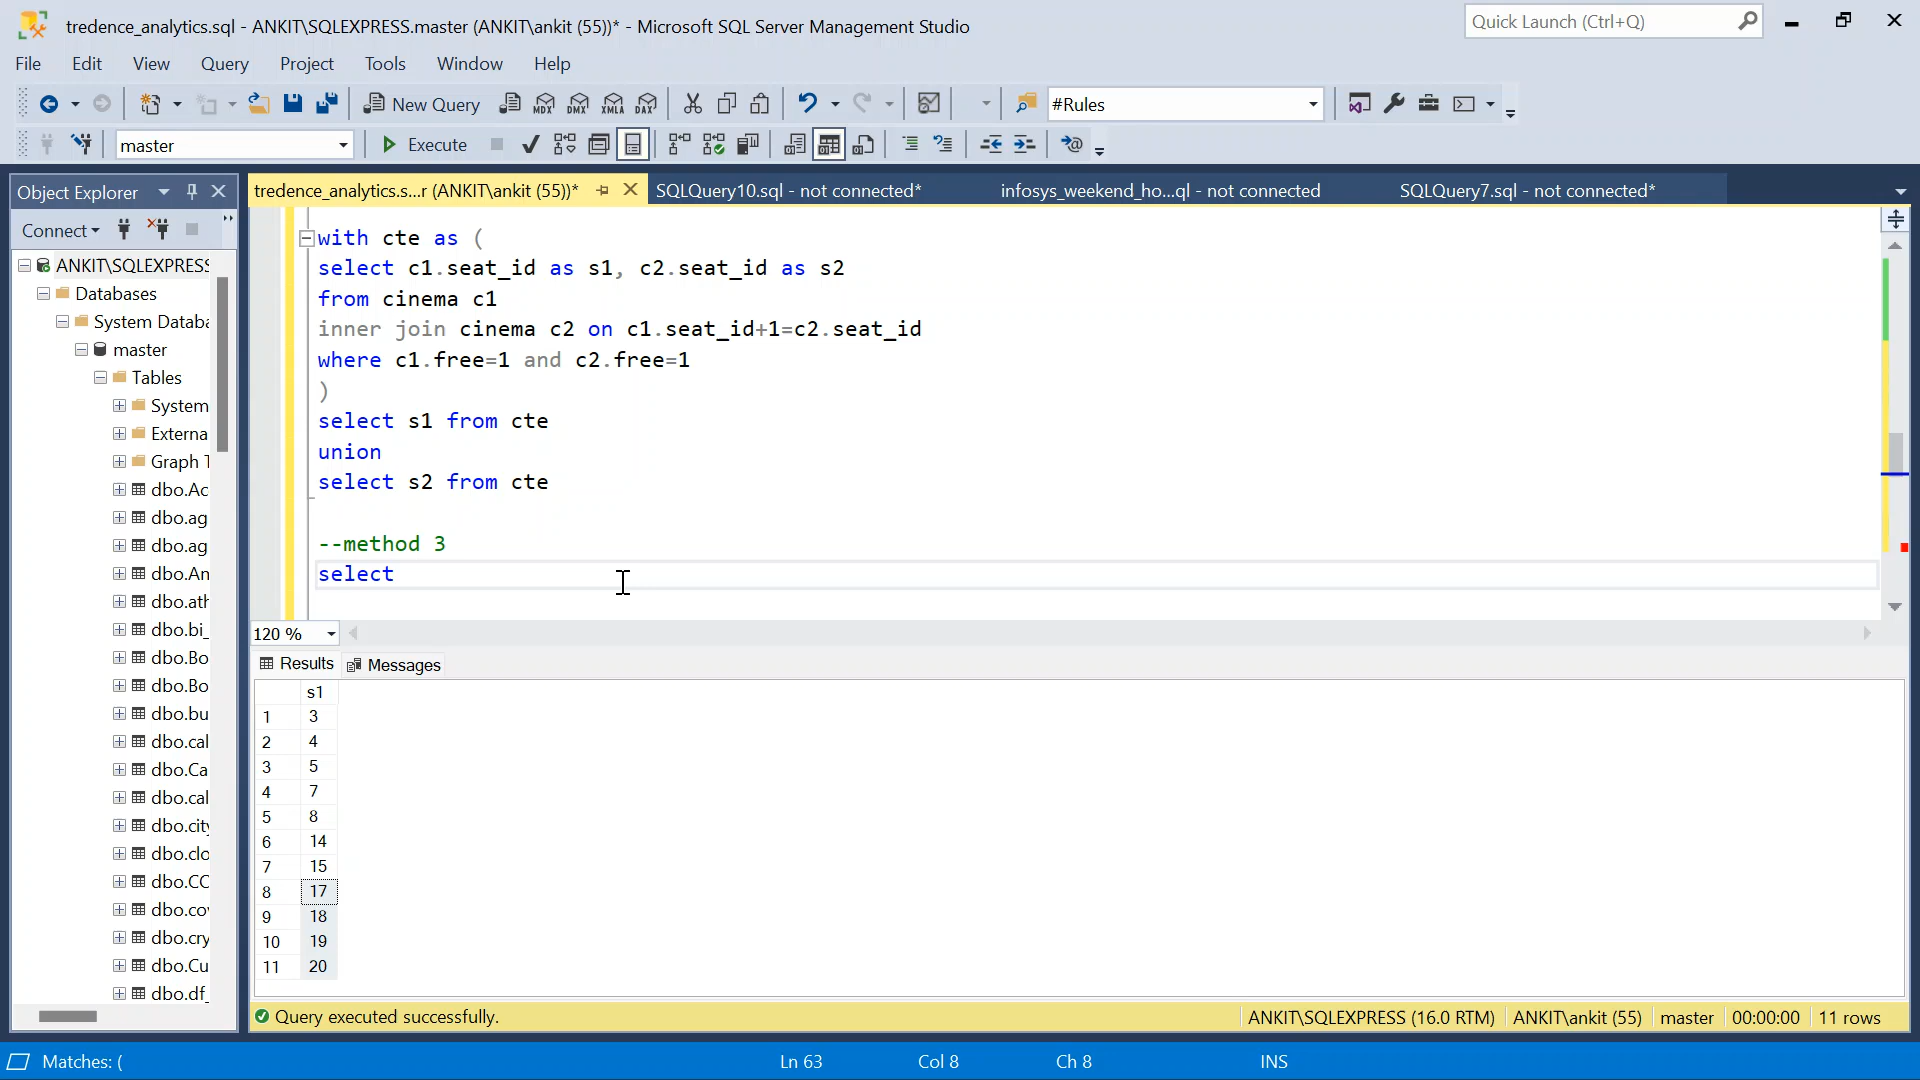 tredence_analytics.sql - ANKIT\SQLEXPRESS.master (ANKIT\ankit (55))* - Microsoft SQL Server Management Studio
Quick Launch (Ctrl+Q)
File Edit View Query Project Tools Window Help
New Query MDX DMX XMLA DAX #Rules
master Execute
Object Explorer
tredence_analytics.s...r (ANKIT\ankit (55))* SQLQuery10.sql - not connected* infosys_weekend_ho...ql - not connected SQLQuery7.sql - not connected*
Connect
ANKIT\SQLEXPRESS
Databases
System Databa
master
Tables
System
Externa
Graph T
dbo.Ac
dbo.ag
dbo.ag
dbo.An
dbo.ath
dbo.bi_
dbo.Bo
dbo.Bo
dbo.bu
dbo.cal
dbo.Ca
dbo.cal
dbo.city
dbo.clo
dbo.CC
dbo.cov
dbo.cry
dbo.Cu
dbo.df_
with cte as (
select c1.seat_id as s1, c2.seat_id as s2
from cinema c1
inner join cinema c2 on c1.seat_id+1=c2.seat_id
where c1.free=1 and c2.free=1
)
select s1 from cte
union
select s2 from cte
--method 3
select
120 %
Results Messages
s1
1 3
2 4
3 5
4 7
5 8
6 14
7 15
8 17
9 18
10 19
11 20
Query executed successfully. ANKIT\SQLEXPRESS (16.0 RTM) ANKIT\ankit (55) master 00:00:00 11 rows
Matches: ( Ln 63 Col 8 Ch 8 INS